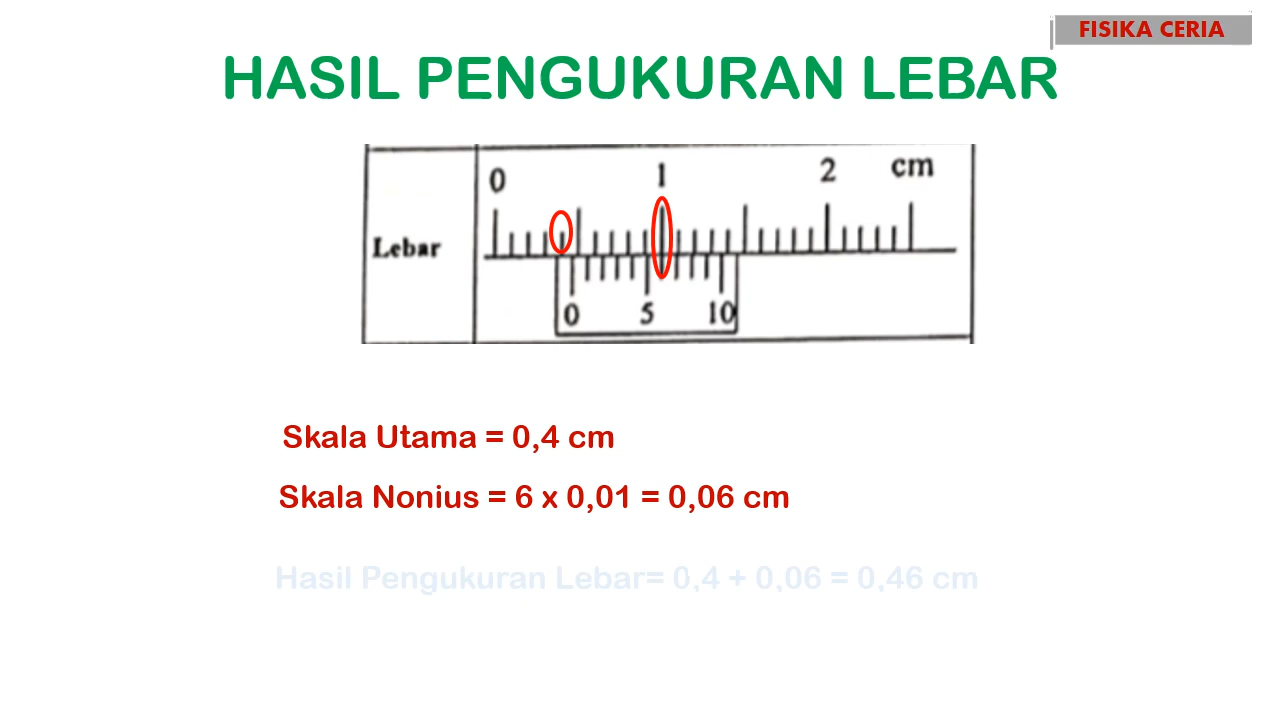 FISIKA CERIA
HASIL PENGUKURAN LEBAR
0 1 2 cm
Lebar
0 5 10
Skala Utama = 0,4 cm
Skala Nonius = 6 x 0,01 = 0,06 cm
Hasil Pengukuran Lebar= 0,4 + 0,06 = 0,46 cm